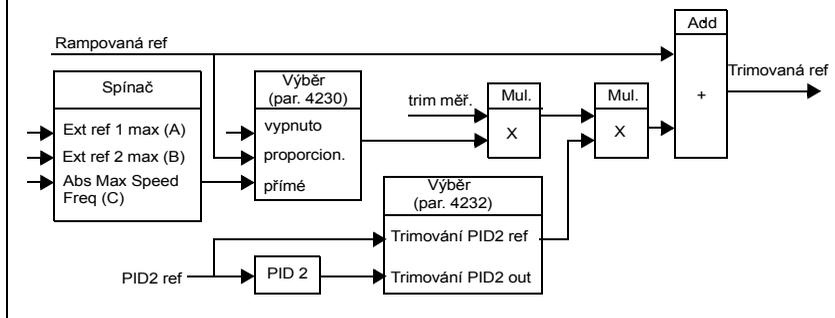 Add
Rampovaná ref
Trimovaná ref
+
Spínač
Výběr
(par. 4230)
trim měř.
Mul.
Mul.
X
X
Ext ref 1 max (A)
Ext ref 2 max (B)
Abs Max Speed
Freq (C)
vypnuto
proporcion.
přímé
Výběr
(par. 4232)
Trimování PID2 ref
Trimování PID2 out
PID2 ref
PID 2